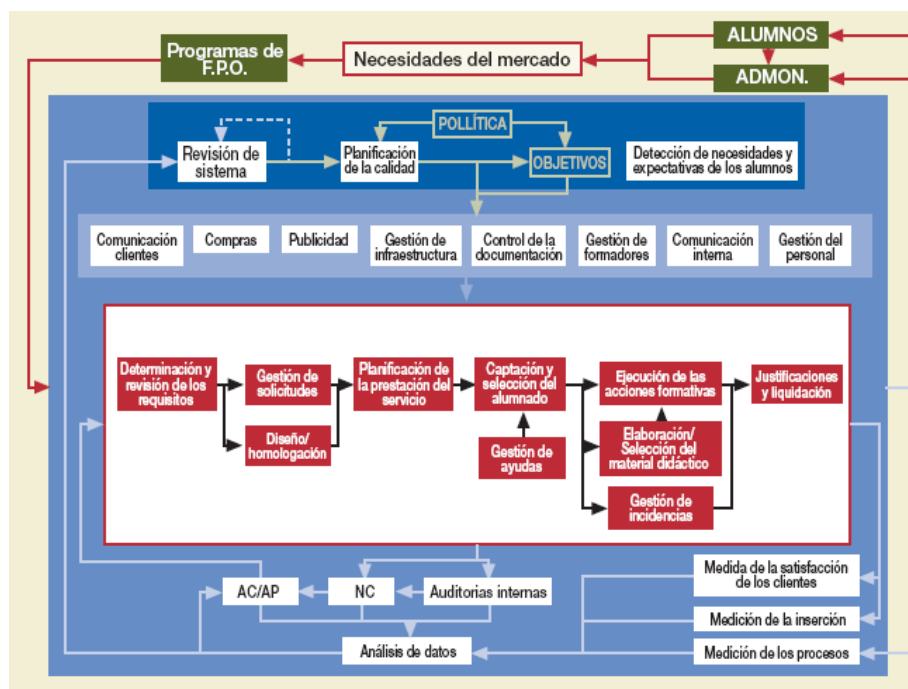 ALUMNOS
Programas de
F.P.O.
Necesidades del mercado
ADMON.
POLLÍTICA
Revisión de
sistema
Planificación
de la calidad
OBJETIVOS
Detección de necesidades y
expectativas de los alumnos
Comunicación
clientes
Compras
Publicidad
Gestión de
infraestructura
Control de la
documentación
Gestión de
formadores
Comunicación
interna
Gestión del
personal
Determinación y
revisión de los
requisitos
Gestión de
solicitudes
Diseño/
homologación
Planificación de
la prestación del
servicio
Captación y
selección del
alumnado
Gestión de
ayudas
Ejecución de las
acciones formativas
Elaboración/
Selección del
material didáctico
Gestión de
incidencias
Justificaciones
y liquidación
AC/AP
NC
Auditorias internas
Medida de la satisfacción
de los clientes
Medición de la inserción
Análisis de datos
Medición de los procesos